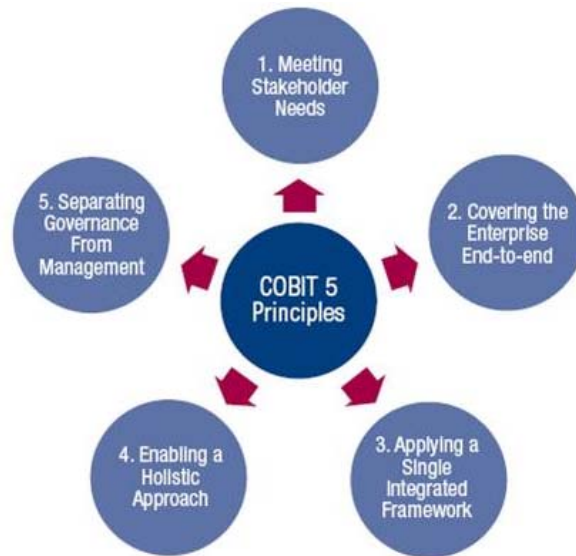 1. Meeting
Stakeholder
Needs
2. Covering the
Enterprise
End-to-end
3. Applying a
Single
Integrated
Framework
4. Enabling a
Holistic
Approach
5. Separating
Governance
From
Management
COBIT 5
Principles